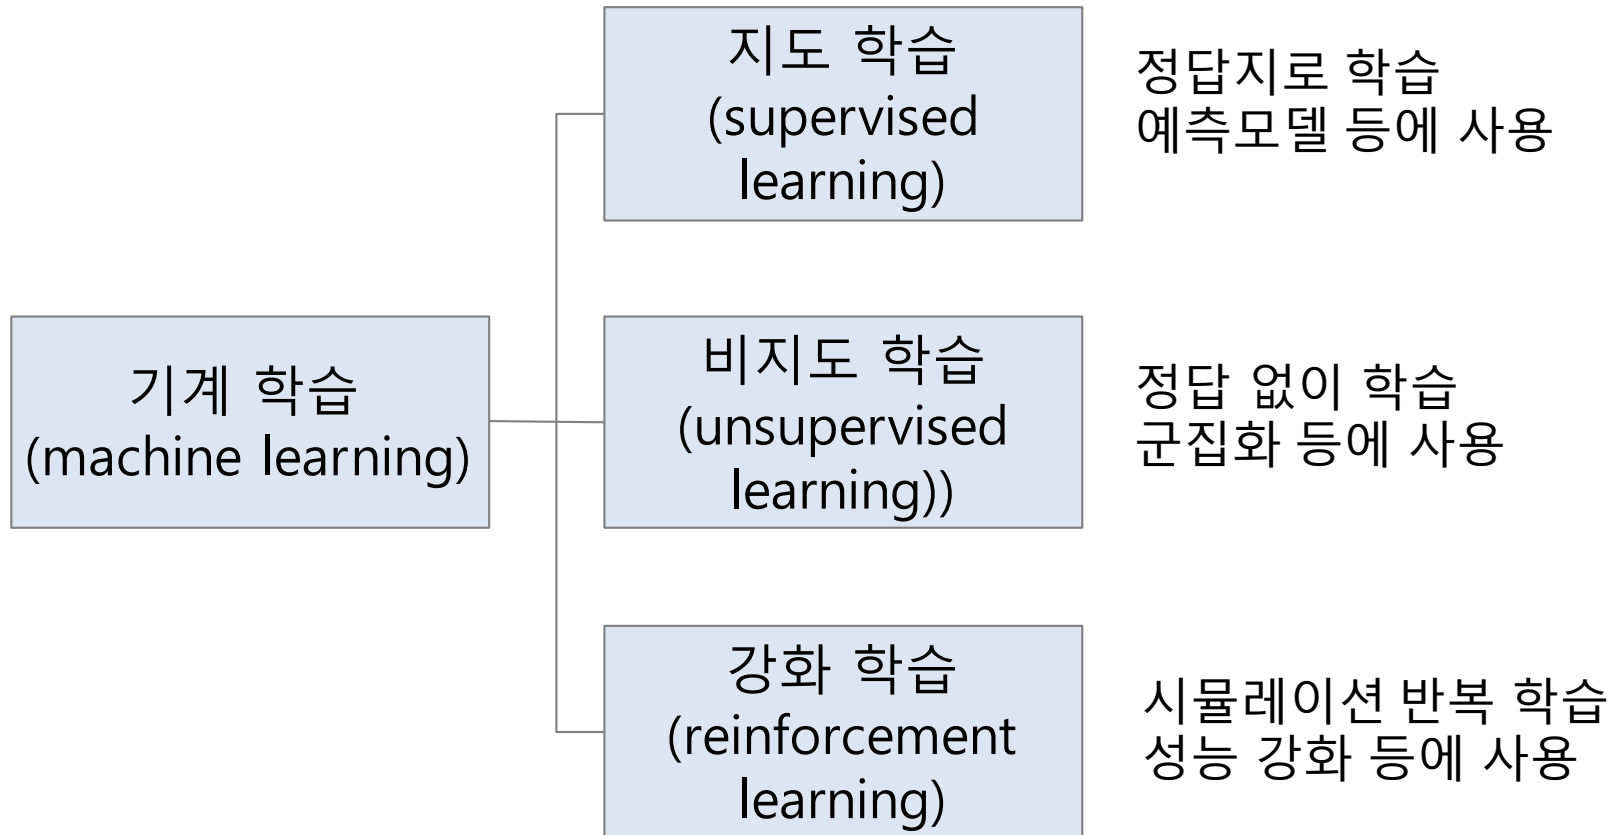 지도 학습
(supervised
learning)
정답지로 학습
예측모델 등에 사용
기계 학습
(machine learning)
비지도 학습
(unsupervised
learning))
정답 없이 학습
군집화 등에 사용
강화 학습
(reinforcement
learning)
시뮬레이션 반복 학습
성능 강화 등에 사용